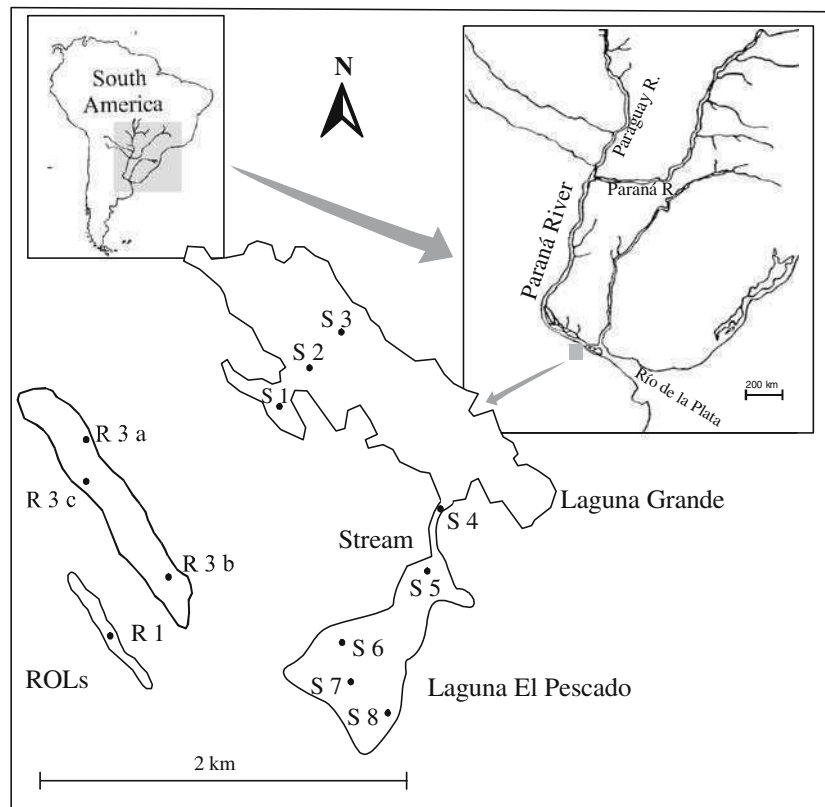 South
America
N
Paraguay R.
Paraná R.
Paraná River
Río de la Plata
200 km
S 3
S 2
S 1
R 3 a
R 3 c
R 3 b
R 1
ROLs
S 4
Laguna Grande
Stream
S 5
S 6
S 7
S 8
Laguna El Pescado
2 km